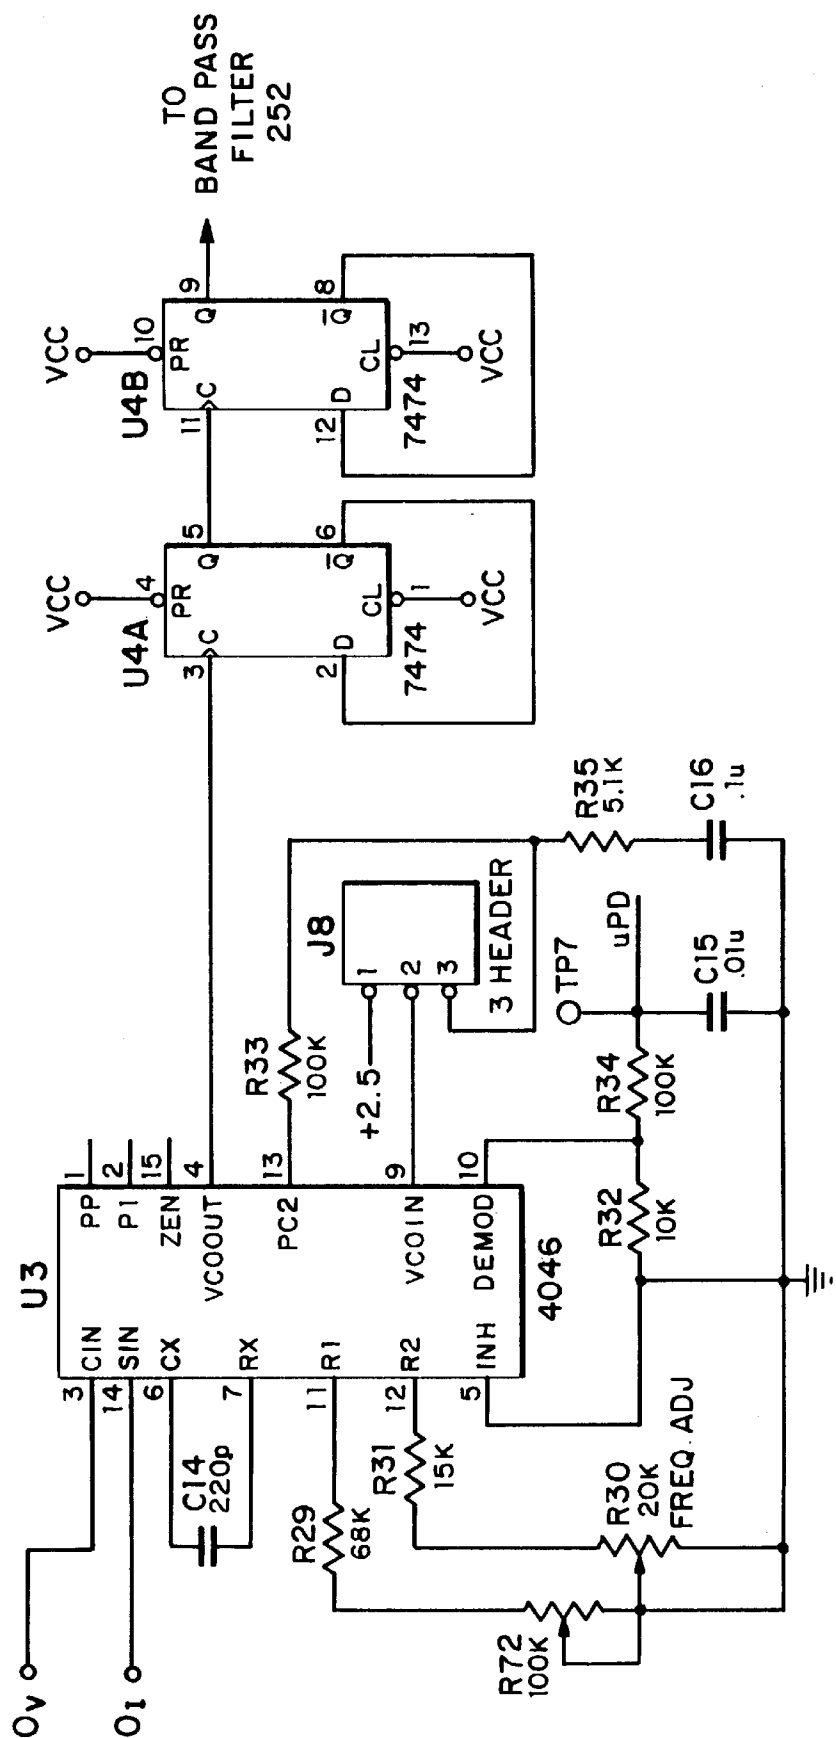 O_V
O_I
U3
3
CIN
14
SIN
6
CX
7
RX
11
R1
12
R2
5
INH
PP
1
P1
2
ZEN
15
VCOOUT
4
PC2
13
VCOIN
9
DEMOD
10
4046
C14
220p
R29
68K
R31
15K
R72
100K
R30
20K
FREQ. ADJ
R32
10K
R34
100K
R33
100K
+2.5
J8
1
2
3
3 HEADER
TP7
uPD
C15
.01u
R35
5.1K
C16
.1u
VCC
U4A
4
PR
3
C
Q
5
2
D
Q̅
6
CL
1
7474
VCC
VCC
U4B
10
PR
11
C
Q
9
12
D
Q̅
8
CL
13
7474
VCC
TO
BAND PASS
FILTER
252